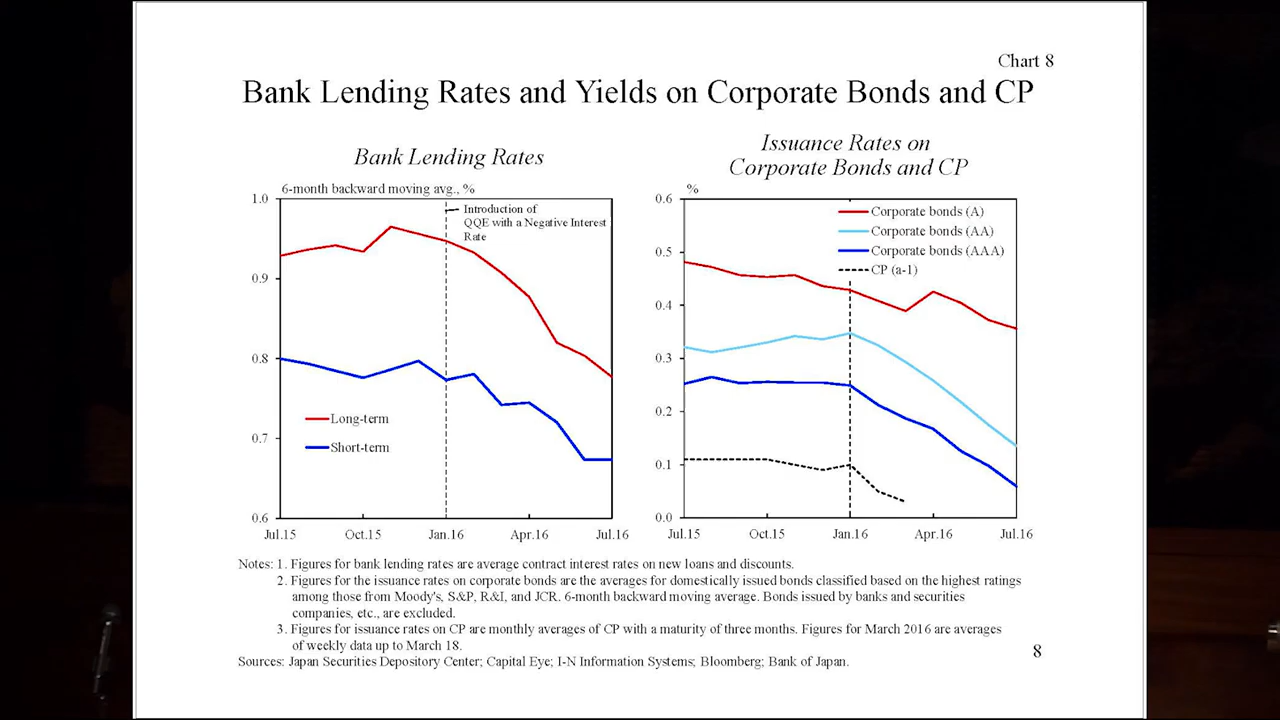 Chart 8
Bank Lending Rates and Yields on Corporate Bonds and CP
Bank Lending Rates
6-month backward moving avg., %
1.0
0.9
0.8
0.7
0.6
Introduction of
QQE with a Negative Interest
Rate
Long-term
Short-term
Jul.15 Oct.15 Jan.16 Apr.16 Jul.16
Issuance Rates on
Corporate Bonds and CP
%
0.6
0.5
0.4
0.3
0.2
0.1
0.0
Corporate bonds (A)
Corporate bonds (AA)
Corporate bonds (AAA)
CP (a-1)
Jul.15 Oct.15 Jan.16 Apr.16 Jul.16
Notes: 1. Figures for bank lending rates are average contract interest rates on new loans and discounts.
2. Figures for the issuance rates on corporate bonds are the averages for domestically issued bonds classified based on the highest ratings
among those from Moody's, S&P, R&I, and JCR. 6-month backward moving average. Bonds issued by banks and securities
companies, etc., are excluded.
3. Figures for issuance rates on CP are monthly averages of CP with a maturity of three months. Figures for March 2016 are averages
of weekly data up to March 18.
Sources: Japan Securities Depository Center; Capital Eye; I-N Information Systems; Bloomberg; Bank of Japan.
8